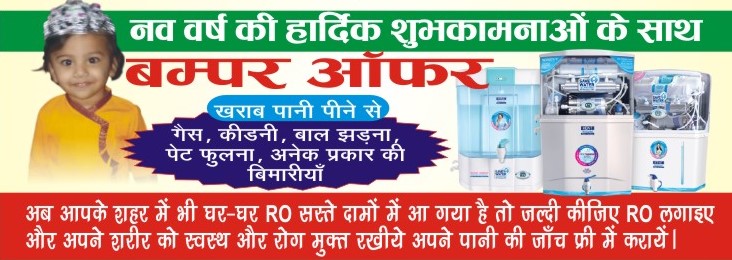 नव वर्ष की हार्दिक शुभकामनाओं के साथ
बम्पर ऑफर
खराब पानी पीने से
गैस, कीडनी, बाल झडना,
पेट फुलना, अनेक प्रकार की
बिमारीयाँ
अब आपके शहर में भी घर-घर RO सस्ते दामों में आ गया है तो जल्दी कीजिए RO लगाइए
और अपने शरीर को स्वस्थ और रोग मुक्त रखीये अपने पानी की जाँच फ्री में करायें।